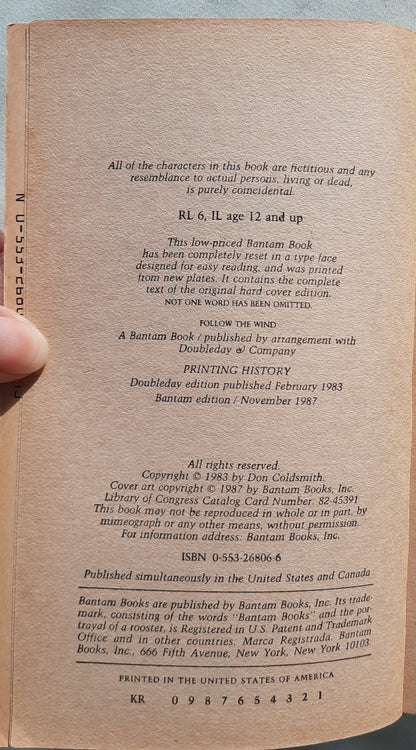 All of the characters in this book are fictitious and any
resemblance to actual persons, living or dead,
is purely coincidental.
RL 6, IL age 12 and up
This low-priced Bantam Book
has been completely reset in a type face
designed for easy reading, and was printed
from new plates. It contains the complete
text of the original hard-cover edition.
NOT ONE WORD HAS BEEN OMITTED.
FOLLOW THE WIND
A Bantam Book / published by arrangement with
Doubleday & Company
PRINTING HISTORY
Doubleday edition published February 1983
Bantam edition / November 1987
All rights reserved.
Copyright © 1983 by Don Coldsmith.
Cover art copyright © 1987 by Bantam Books, Inc.
Library of Congress Catalog Card Number: 82-45391
This book may not be reproduced in whole or in part, by
mimeograph or any other means, without permission.
For information address: Bantam Books, Inc.
ISBN 0-553-26806-6
Published simultaneously in the United States and Canada
Bantam Books are published by Bantam Books, Inc. Its trade-
mark, consisting of the words "Bantam Books" and the por-
trayal of a rooster, is Registered in U.S. Patent and Trademark
Office and in other countries. Marca Registrada. Bantam
Books, Inc., 666 Fifth Avenue, New York, New York 10103.
PRINTED IN THE UNITED STATES OF AMERICA
KR 0 9 8 7 6 5 4 3 2 1